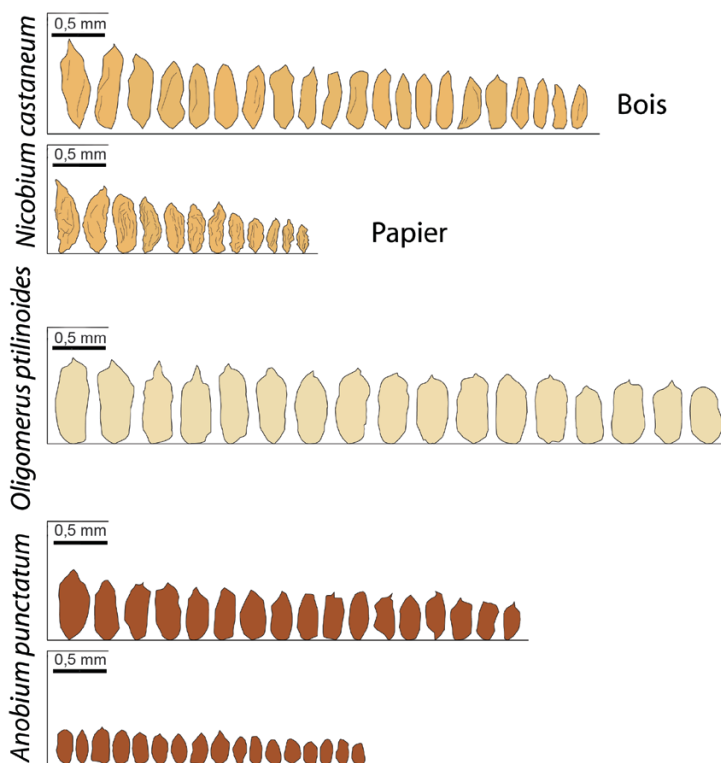 Nicobium castaneum
0,5 mm
Bois
0,5 mm
Papier
Oligomerus ptilinoides
0,5 mm
Anobium punctatum
0,5 mm
0,5 mm